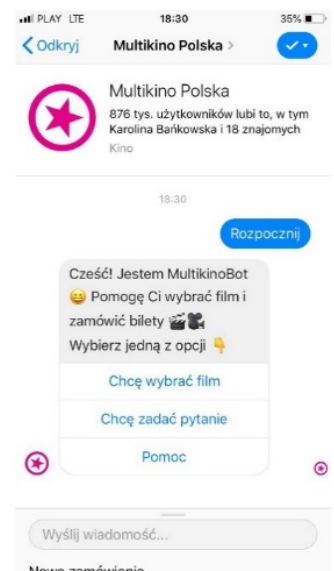 PLAY LTE 18:30 35%
Odkryj Multikino Polska >
Multikino Polska
876 tys. użytkowników lubi to, w tym
Karolina Bańkowska i 18 znajomych
Kino
18:30
Rozpocznij
Cześć! Jestem MultikinoBot
😄 Pomogę Ci wybrać film i
zamówić bilety 🎬🎥
Wybierz jedną z opcji 👇
Chcę wybrać film
Chcę zadać pytanie
Pomoc
Wyślij wiadomość...
Nowe zamówienie